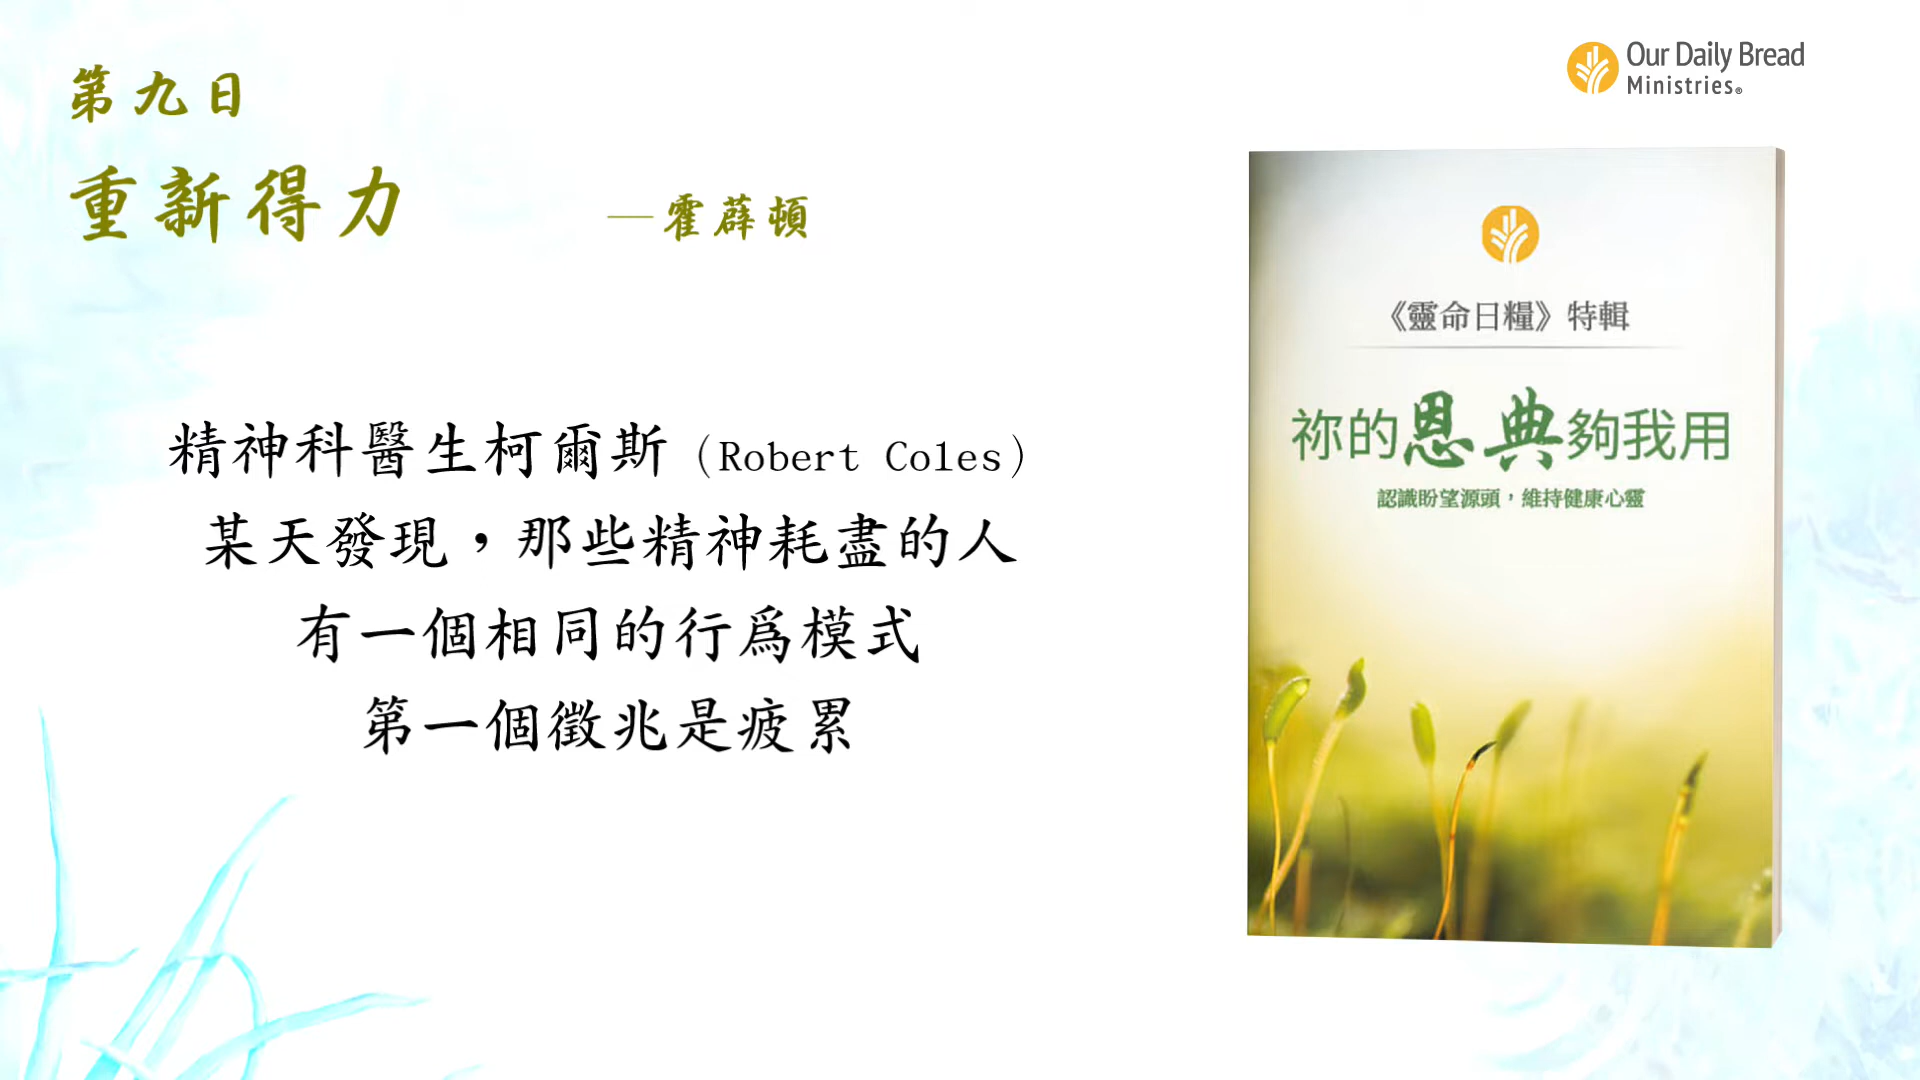 第九日
重新得力 —霍薜頓
精神科醫生柯爾斯（Robert Coles）
某天發現，那些精神耗盡的人
有一個相同的行爲模式
第一個徵兆是疲累
Our Daily Bread
Ministries®
《靈命日糧》特輯
祢的恩典夠我用
認識盼望源頭，維持健康心靈